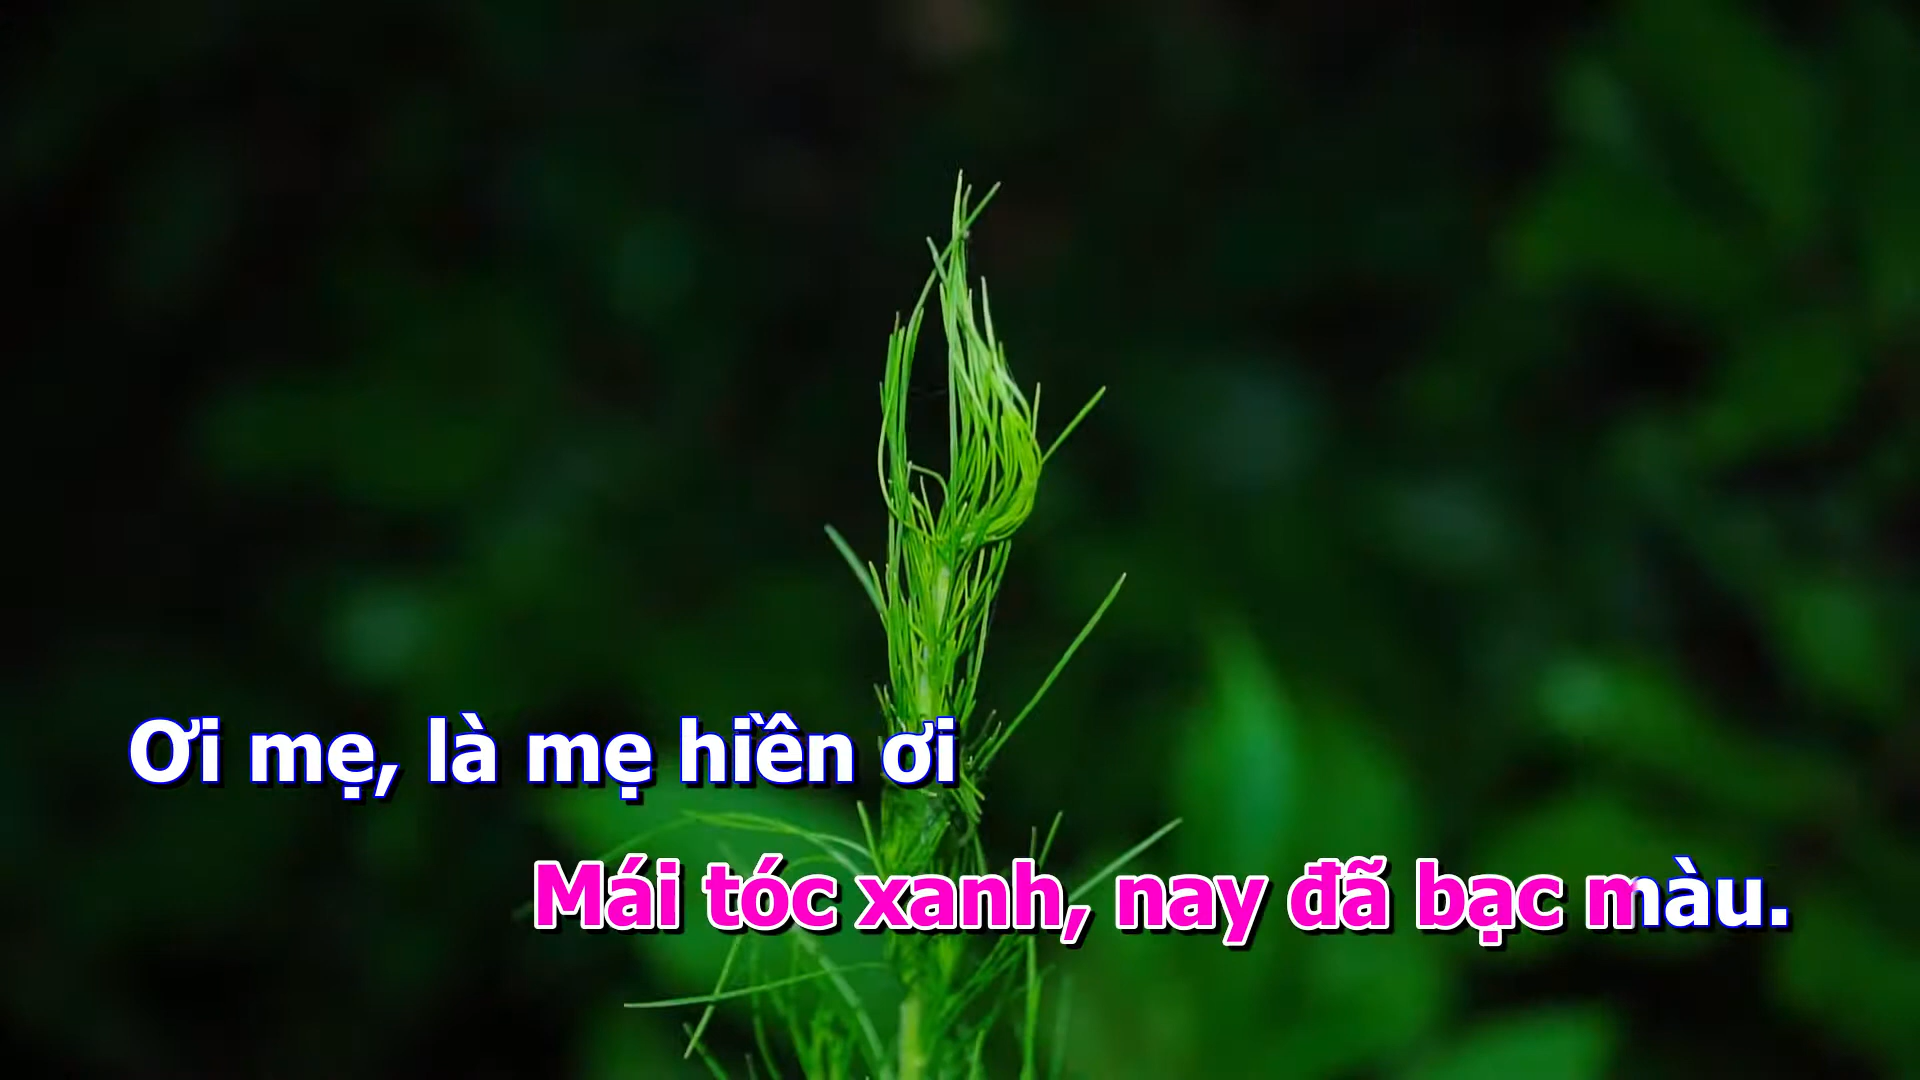 Ơi mẹ, là mẹ hiền ơi
Mái tóc xanh, nay đã bạc màu.